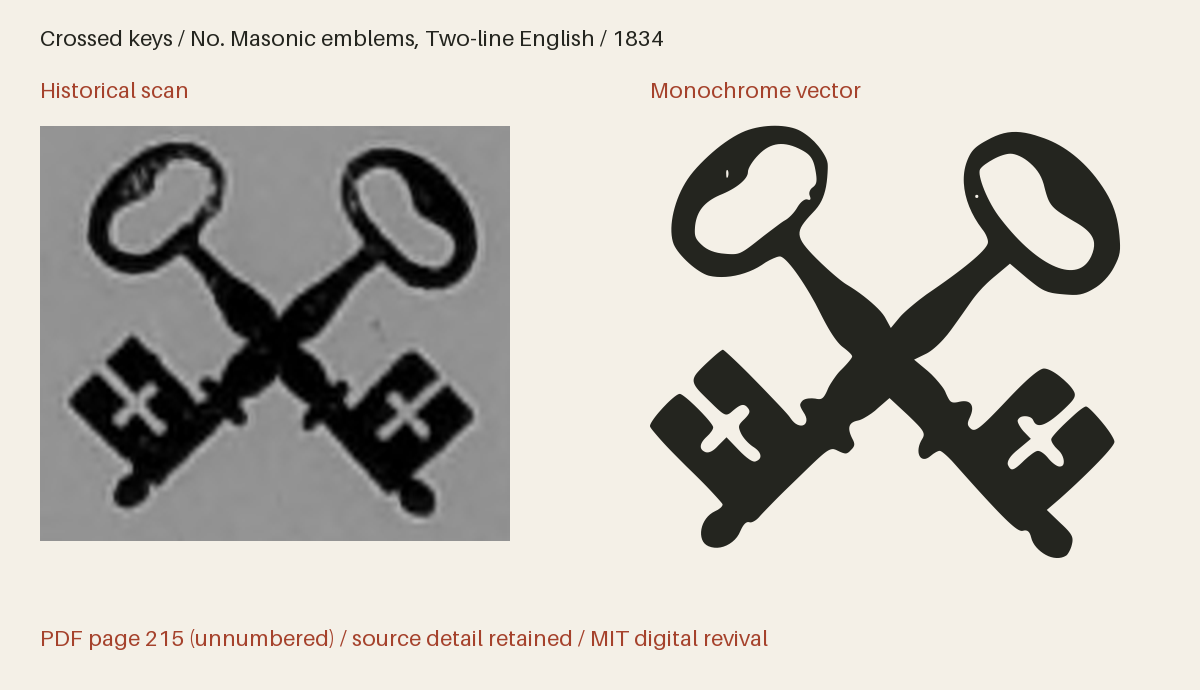 Crossed keys / No. Masonic emblems, Two-line English / 1834
Historical scan
Monochrome vector
PDF page 215 (unnumbered) / source detail retained / MIT digital revival